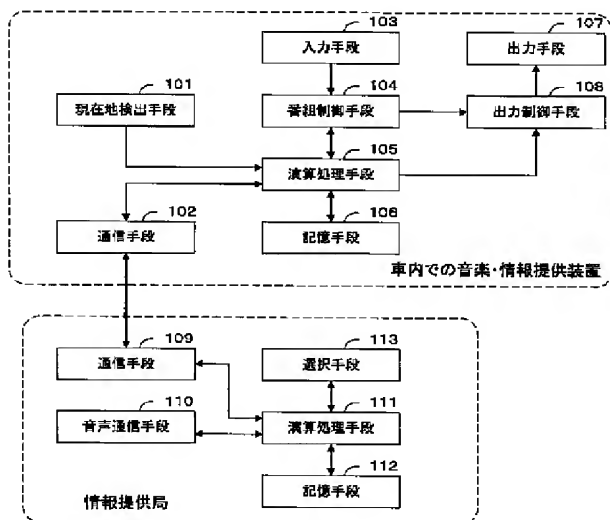 103
入力手段
107
出力手段
101
現在地検出手段
104
番組制御手段
108
出力制御手段
105
演算処理手段
102
通信手段
106
記憶手段
車内での音楽・情報提供装置
109
通信手段
113
選択手段
110
音声通信手段
111
演算処理手段
112
記憶手段
情報提供局